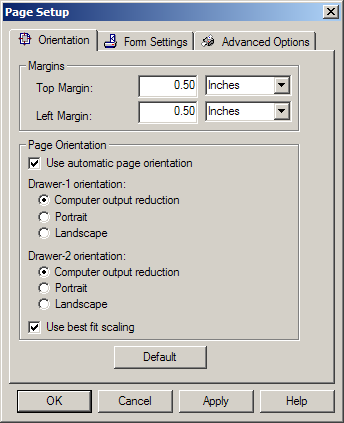 Page Setup
Orientation Form Settings Advanced Options
Margins
Top Margin: 0.50 Inches
Left Margin: 0.50 Inches
Page Orientation
Use automatic page orientation
Drawer-1 orientation:
Computer output reduction
Portrait
Landscape
Drawer-2 orientation:
Computer output reduction
Portrait
Landscape
Use best fit scaling
Default
OK Cancel Apply Help